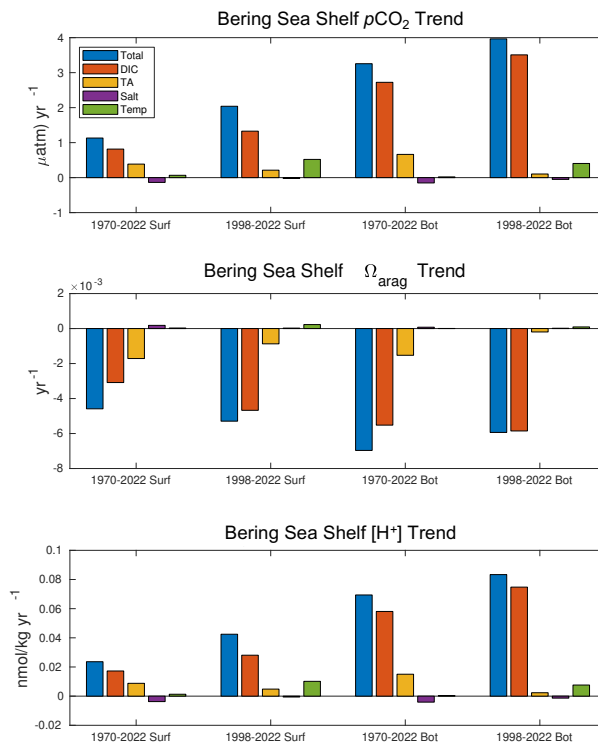 Bering Sea Shelf pCO₂ Trend
μatm) yr ⁻¹
4
3
2
1
0
-1
Total
DIC
TA
Salt
Temp
1970-2022 Surf 1998-2022 Surf 1970-2022 Bot 1998-2022 Bot
Bering Sea Shelf Ω_arag Trend
×10⁻³
yr⁻¹
2
0
-2
-4
-6
-8
1970-2022 Surf 1998-2022 Surf 1970-2022 Bot 1998-2022 Bot
Bering Sea Shelf [H⁺] Trend
nmol/kg yr ⁻¹
0.1
0.08
0.06
0.04
0.02
0
-0.02
1970-2022 Surf 1998-2022 Surf 1970-2022 Bot 1998-2022 Bot